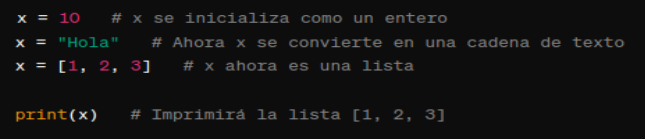 x = 10   # x se inicializa como un entero
x = "Hola"   # Ahora x se convierte en una cadena de texto
x = [1, 2, 3]   # x ahora es una lista
print(x)   # Imprimirá la lista [1, 2, 3]